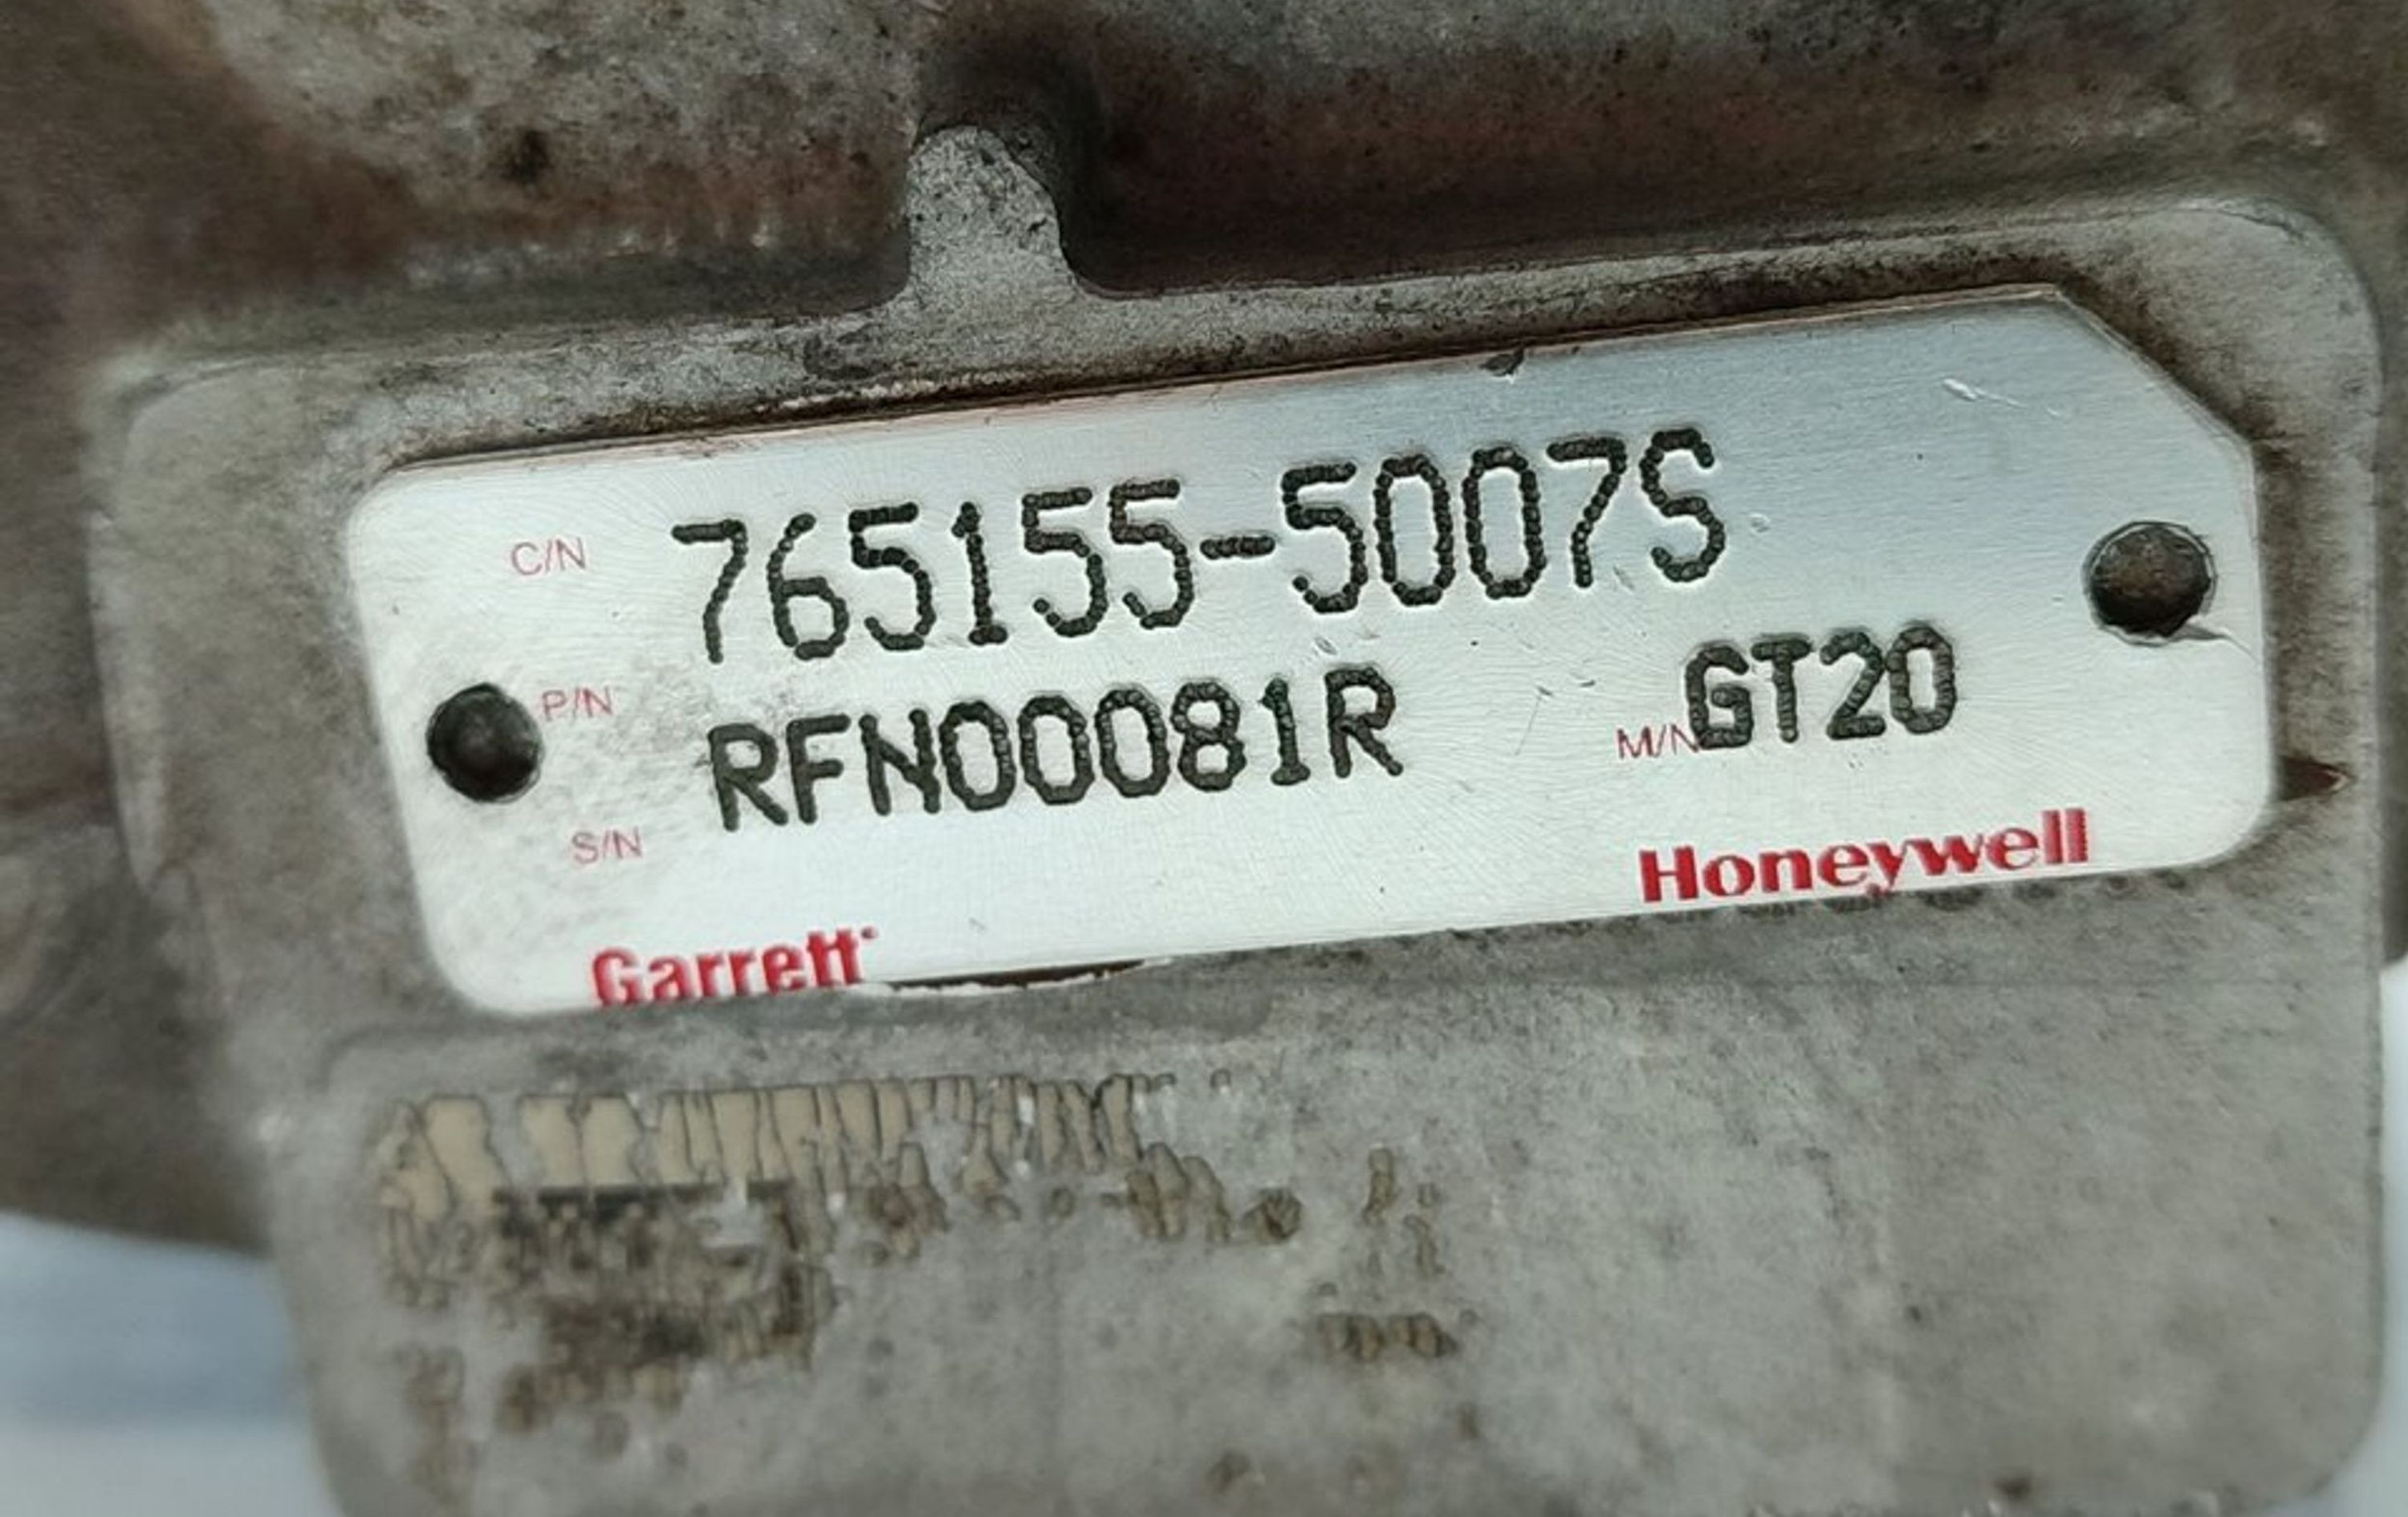 C/N 765155-5007S
P/N RFN00081R M/N GT20
S/N
Garrett Honeywell